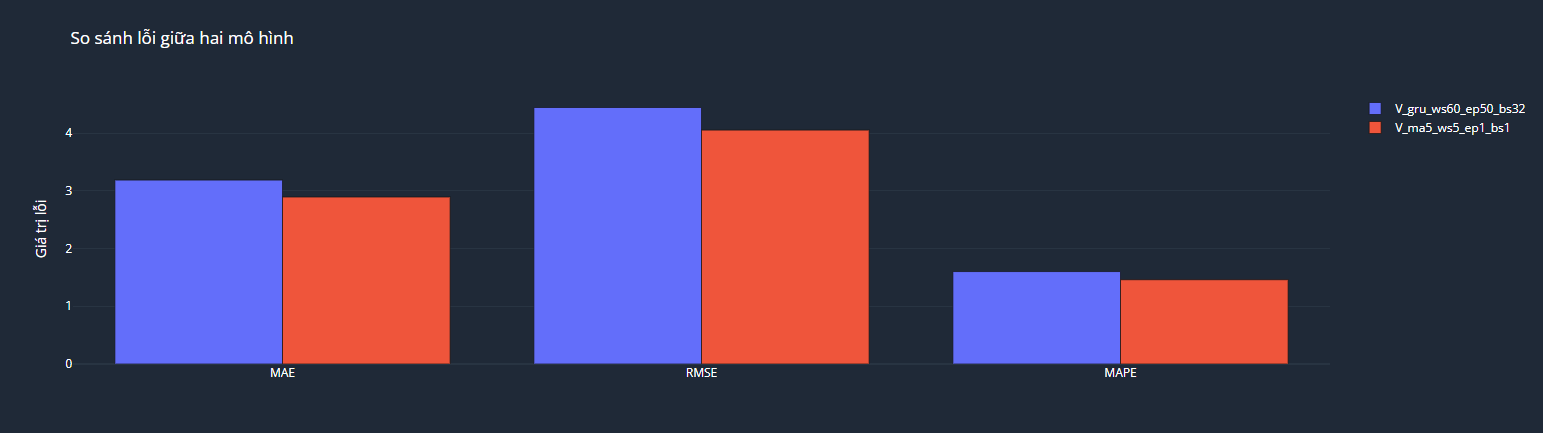 So sánh lỗi giữa hai mô hình
V_gru_ws60_ep50_bs32
V_ma5_ws5_ep1_bs1
Giá trị lỗi
4
3
2
1
0
MAE
RMSE
MAPE